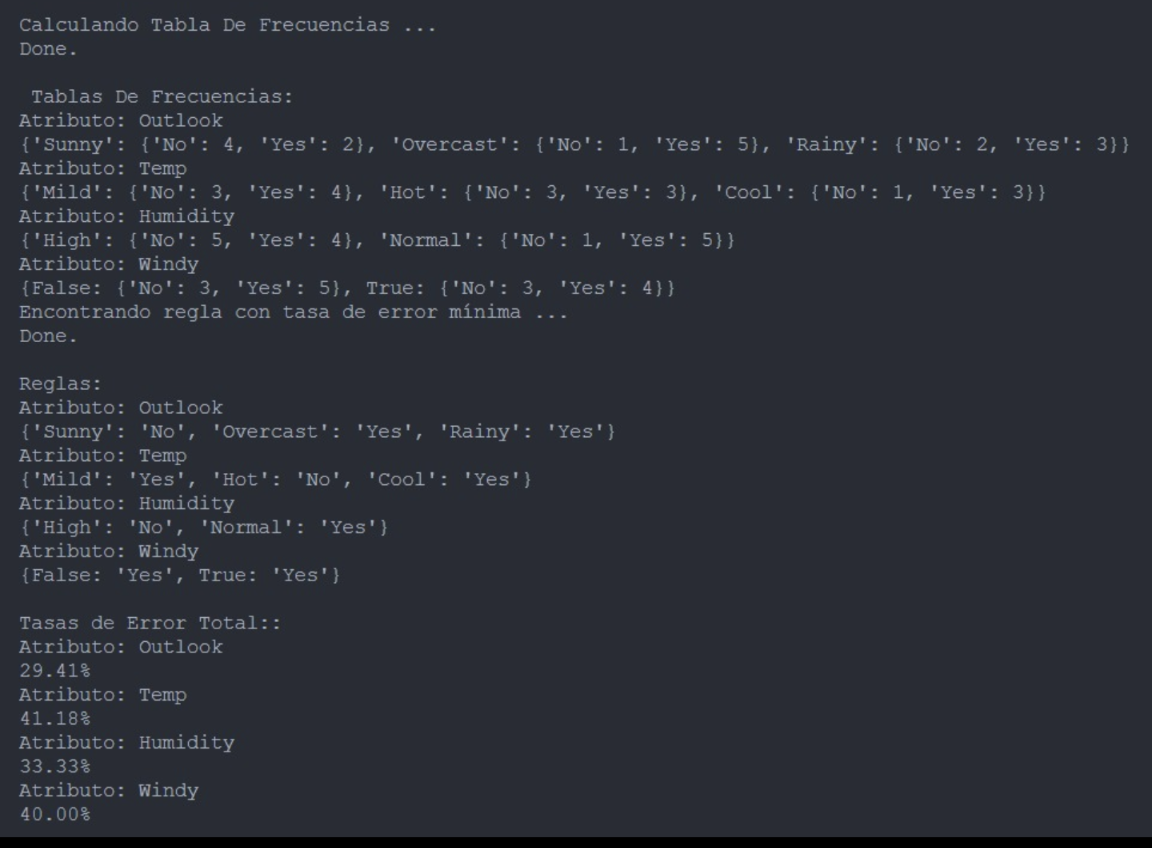 Calculando Tabla De Frecuencias ...
Done.
Tablas De Frecuencias:
Atributo: Outlook
{'Sunny': {'No': 4, 'Yes': 2}, 'Overcast': {'No': 1, 'Yes': 5}, 'Rainy': {'No': 2, 'Yes': 3}}
Atributo: Temp
{'Mild': {'No': 3, 'Yes': 4}, 'Hot': {'No': 3, 'Yes': 3}, 'Cool': {'No': 1, 'Yes': 3}}
Atributo: Humidity
{'High': {'No': 5, 'Yes': 4}, 'Normal': {'No': 1, 'Yes': 5}}
Atributo: Windy
{False: {'No': 3, 'Yes': 5}, True: {'No': 3, 'Yes': 4}}
Encontrando regla con tasa de error mínima ...
Done.
Reglas:
Atributo: Outlook
{'Sunny': 'No', 'Overcast': 'Yes', 'Rainy': 'Yes'}
Atributo: Temp
{'Mild': 'Yes', 'Hot': 'No', 'Cool': 'Yes'}
Atributo: Humidity
{'High': 'No', 'Normal': 'Yes'}
Atributo: Windy
{False: 'Yes', True: 'Yes'}
Tasas de Error Total::
Atributo: Outlook
29.41%
Atributo: Temp
41.18%
Atributo: Humidity
33.33%
Atributo: Windy
40.00%